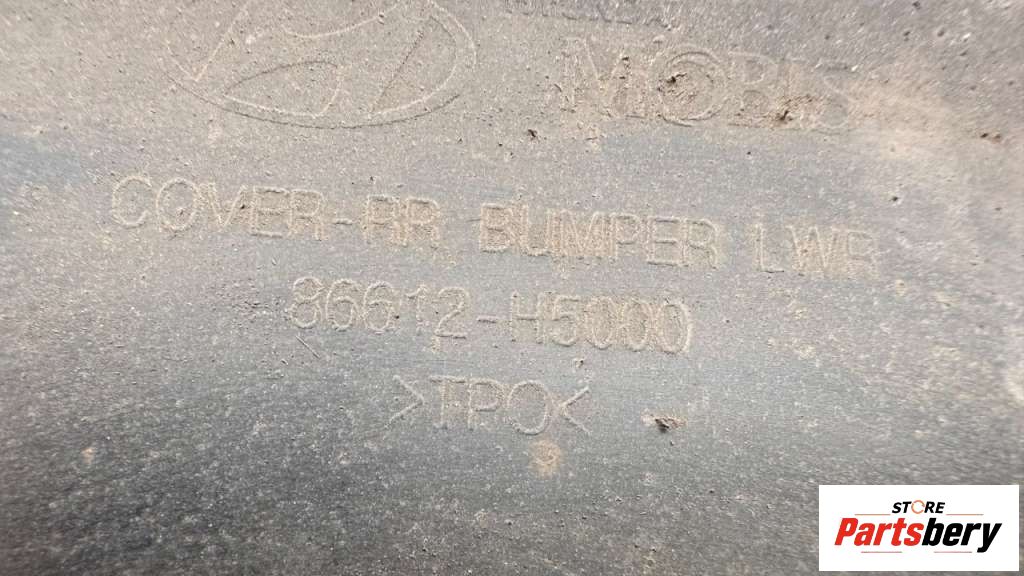 MOBIS
COVER-RR BUMPER LWR
86612-H5000
>TPO<
STORE
Partsbery